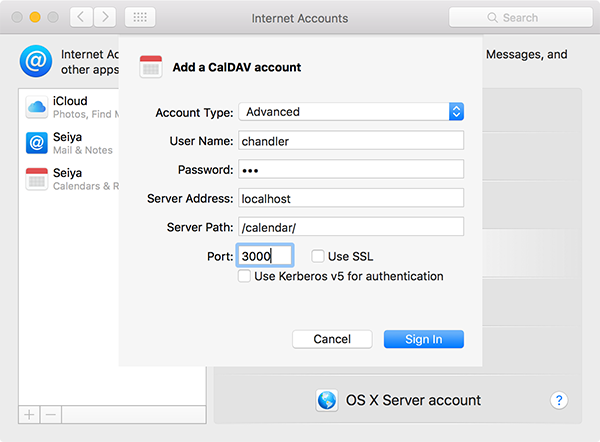 Internet Accounts
Search
Internet Ac
Messages, and
other apps
Add a CalDAV account
iCloud
Photos, Find M
Seiya
Mail & Notes
Seiya
Calendars & R
Account Type: Advanced
User Name: chandler
Password: •••
Server Address: localhost
Server Path: /calendar/
Port: 3000 Use SSL
Use Kerberos v5 for authentication
Cancel Sign In
OS X Server account ?